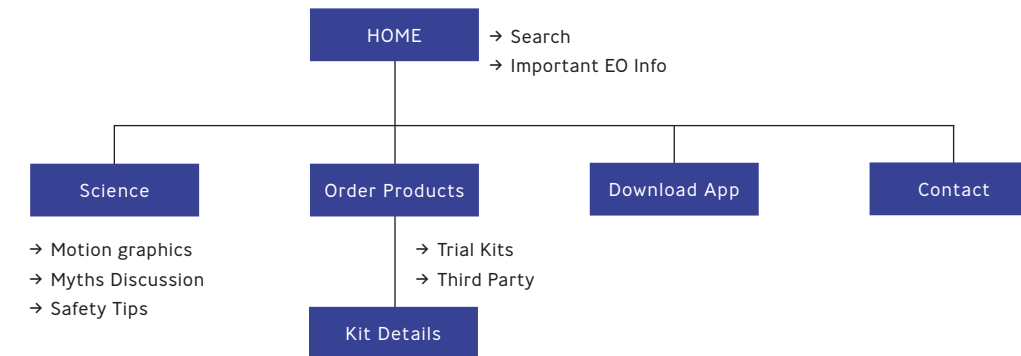 HOME
→ Search
→ Important EO Info
Science
Order Products
Download App
Contact
→ Motion graphics
→ Myths Discussion
→ Safety Tips
→ Trial Kits
→ Third Party
Kit Details